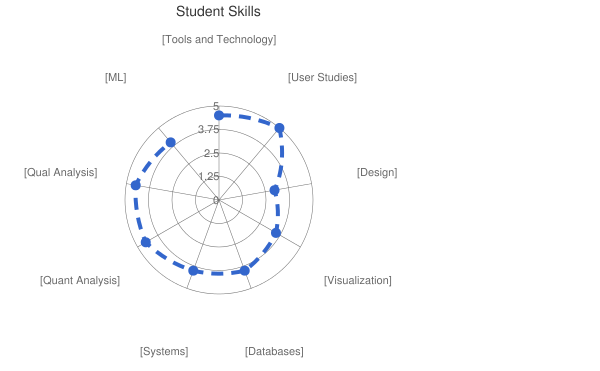 Student Skills
[Tools and Technology]
[ML]
[User Studies]
5
3.75
2.5
1.25
0
[Qual Analysis]
[Design]
[Quant Analysis]
[Visualization]
[Systems]
[Databases]